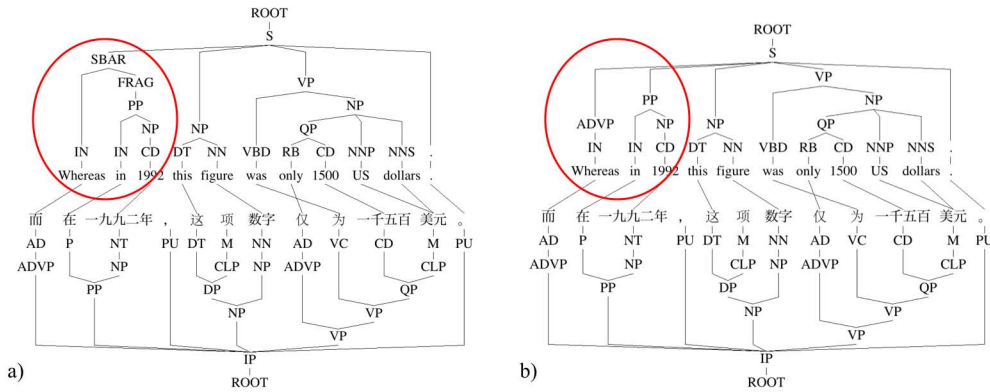 ROOT
S
SBAR
FRAG
VP
PP
NP
NP
NP
QP
IN IN CD DT NN VBD RB CD NNP NNS .
Whereas in 1992 this figure was only 1500 US dollars .
而 在 一九九二年 , 这 项 数字 仅 为 一千五百 美元 。
AD P NT PU DT M NN AD VC CD M PU
ADVP NP CLP NP ADVP CLP
PP DP QP
NP VP
VP
IP
ROOT
a)
ROOT
S
VP
PP
NP
ADVP
NP
NP
QP
IN IN CD DT NN VBD RB CD NNP NNS .
Whereas in 1992 this figure was only 1500 US dollars .
而 在 一九九二年 , 这 项 数字 仅 为 一千五百 美元 。
AD P NT PU DT M NN AD VC CD M PU
ADVP NP CLP NP ADVP CLP
PP DP QP
NP VP
VP
IP
ROOT
b)